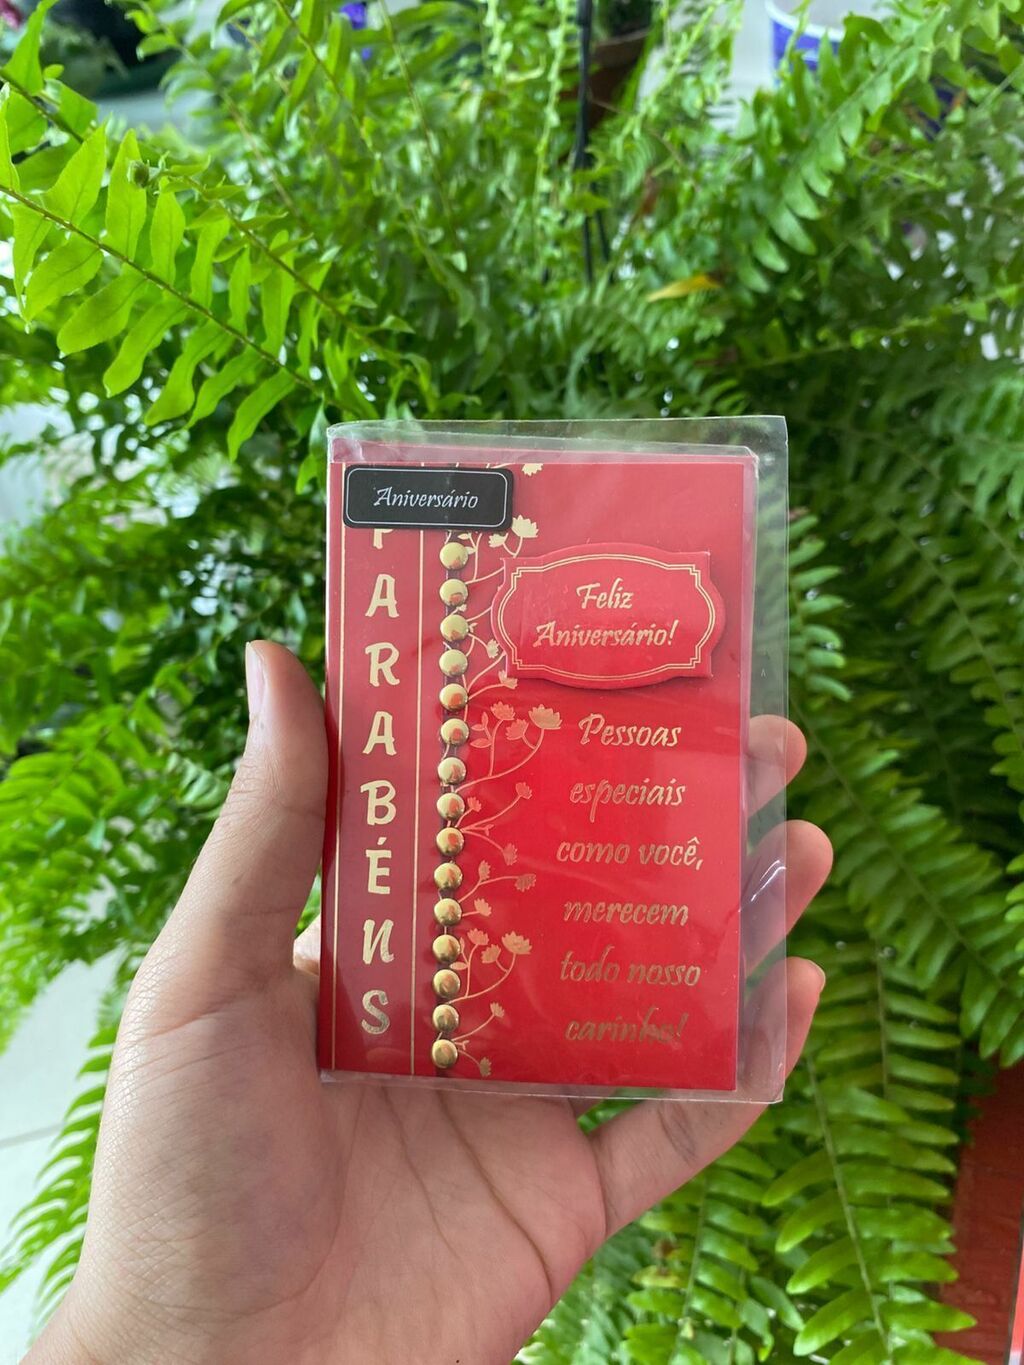 Aniversário
PARABÉNS
Feliz
Aniversário!
Pessoas
especiais
como você,
merecem
todo nosso
carinho!